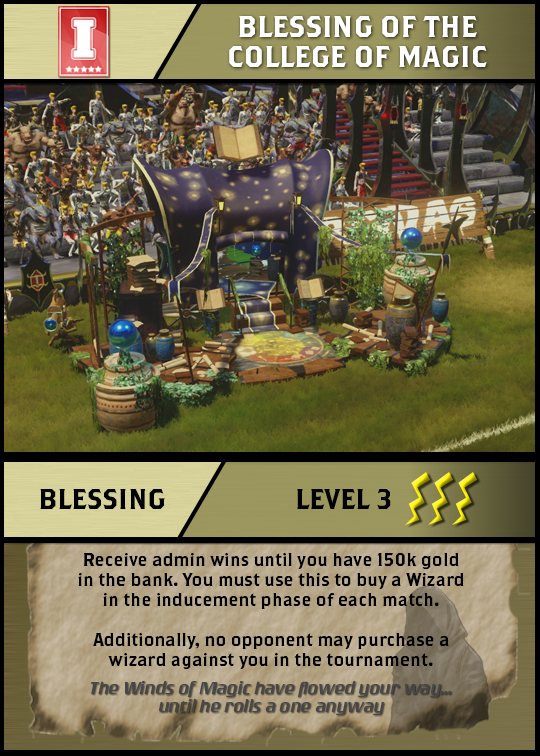 I
BLESSING OF THE
COLLEGE OF MAGIC
BLESSING
LEVEL 3
Receive admin wins until you have 150k gold
in the bank. You must use this to buy a Wizard
in the inducement phase of each match.
Additionally, no opponent may purchase a
wizard against you in the tournament.
The Winds of Magic have flowed your way...
until he rolls a one anyway